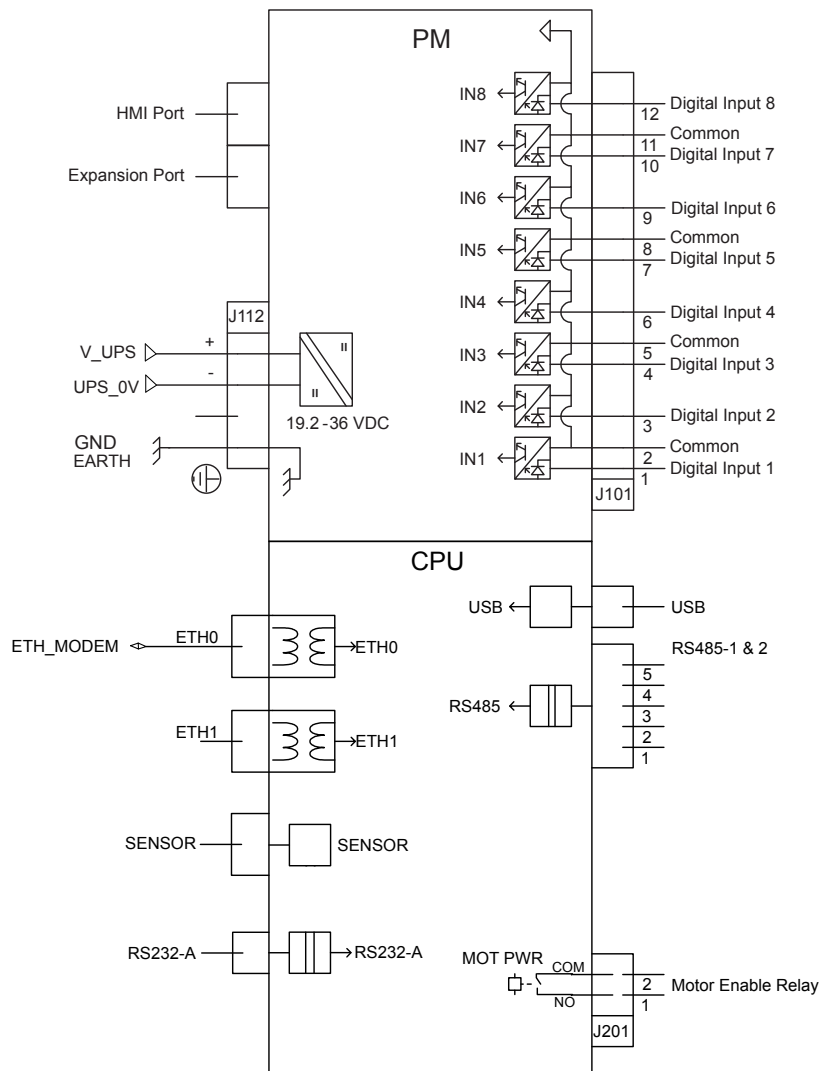 PM
HMI Port
Expansion Port
J112
V_UPS
+
UPS_0V
-
19.2 -36 VDC
GND
EARTH
IN8
12
Digital Input 8
Common
IN7
11
Digital Input 7
10
IN6
Digital Input 6
9
Common
IN5
8
Digital Input 5
7
IN4
Digital Input 4
6
Common
IN3
5
Digital Input 3
4
IN2
Digital Input 2
3
Common
IN1
2
Digital Input 1
1
J101
CPU
ETH_MODEM
ETH0
ETH0
ETH1
ETH1
SENSOR
SENSOR
RS232-A
RS232-A
USB
USB
RS485-1 & 2
RS485
5
4
3
2
1
MOT PWR
COM
NO
2
1
Motor Enable Relay
J201